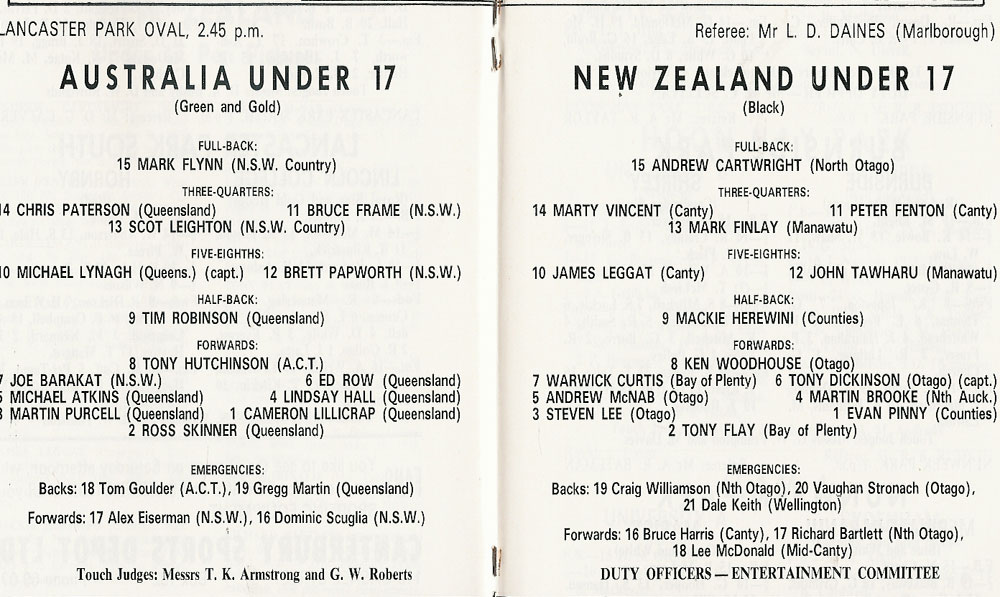 LANCASTER PARK OVAL, 2.45 p.m.
AUSTRALIA UNDER 17
(Green and Gold)
FULL-BACK:
15 MARK FLYNN (N.S.W. Country)
THREE-QUARTERS:
14 CHRIS PATERSON (Queensland) 11 BRUCE FRAME (N.S.W.)
13 SCOT LEIGHTON (N.S.W. Country)
FIVE-EIGHTHS:
10 MICHAEL LYNAGH (Queens.) (capt.) 12 BRETT PAPWORTH (N.S.W.)
HALF-BACK:
9 TIM ROBINSON (Queensland)
FORWARDS:
8 TONY HUTCHINSON (A.C.T.)
7 JOE BARAKAT (N.S.W.) 6 ED ROW (Queensland)
5 MICHAEL ATKINS (Queensland) 4 LINDSAY HALL (Queensland)
3 MARTIN PURCELL (Queensland) 1 CAMERON LILLICRAP (Queensland)
2 ROSS SKINNER (Queensland)
EMERGENCIES:
Backs: 18 Tom Goulder (A.C.T.), 19 Gregg Martin (Queensland)
Forwards: 17 Alex Eiserman (N.S.W.), 16 Dominic Scuglia (N.S.W.)
Touch Judges: Messrs T. K. Armstrong and G. W. Roberts
Referee: Mr L. D. DAINES (Marlborough)
NEW ZEALAND UNDER 17
(Black)
FULL-BACK:
15 ANDREW CARTWRIGHT (North Otago)
THREE-QUARTERS:
14 MARTY VINCENT (Canty) 11 PETER FENTON (Canty)
13 MARK FINLAY (Manawatu)
FIVE-EIGHTHS:
10 JAMES LEGGAT (Canty) 12 JOHN TAWHARU (Manawatu)
HALF-BACK:
9 MACKIE HEREWINI (Counties)
FORWARDS:
8 KEN WOODHOUSE (Otago)
7 WARWICK CURTIS (Bay of Plenty) 6 TONY DICKINSON (Otago) (capt.)
5 ANDREW McNAB (Otago) 4 MARTIN BROOKE (Nth Auck.)
3 STEVEN LEE (Otago) 1 EVAN PINNY (Counties)
2 TONY FLAY (Bay of Plenty)
EMERGENCIES:
Backs: 19 Craig Williamson (Nth Otago), 20 Vaughan Stronach (Otago),
21 Dale Keith (Wellington)
Forwards: 16 Bruce Harris (Canty), 17 Richard Bartlett (Nth Otago),
18 Lee McDonald (Mid-Canty)
DUTY OFFICERS — ENTERTAINMENT COMMITTEE